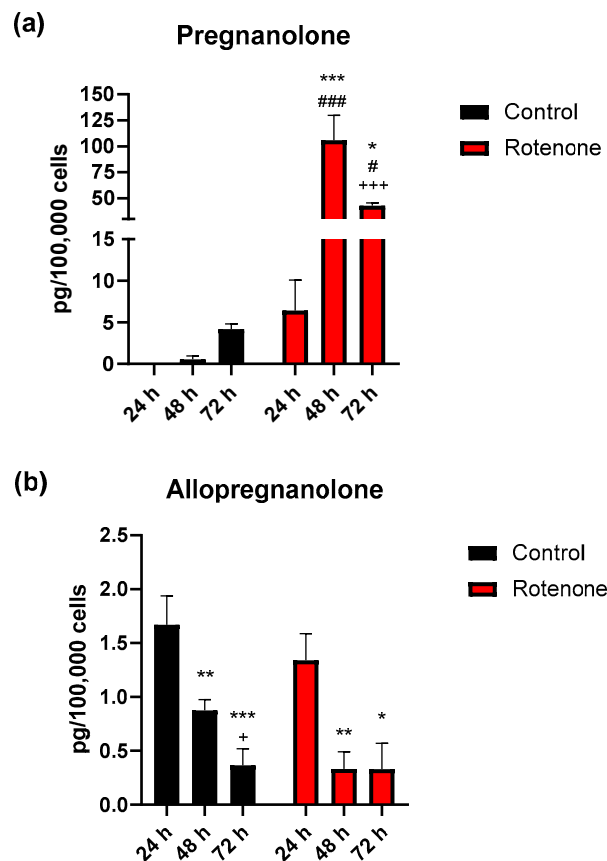 (a)
Pregnanolone
pg/100,000 cells
150
125
100
75
50
15
10
5
0
***
###
*
#
+++
24 h
48 h
72 h
24 h
48 h
72 h
Control
Rotenone
(b)
Allopregnanolone
pg/100,000 cells
2.5
2.0
1.5
1.0
0.5
0.0
**
***
+
**
*
24 h
48 h
72 h
24 h
48 h
72 h
Control
Rotenone